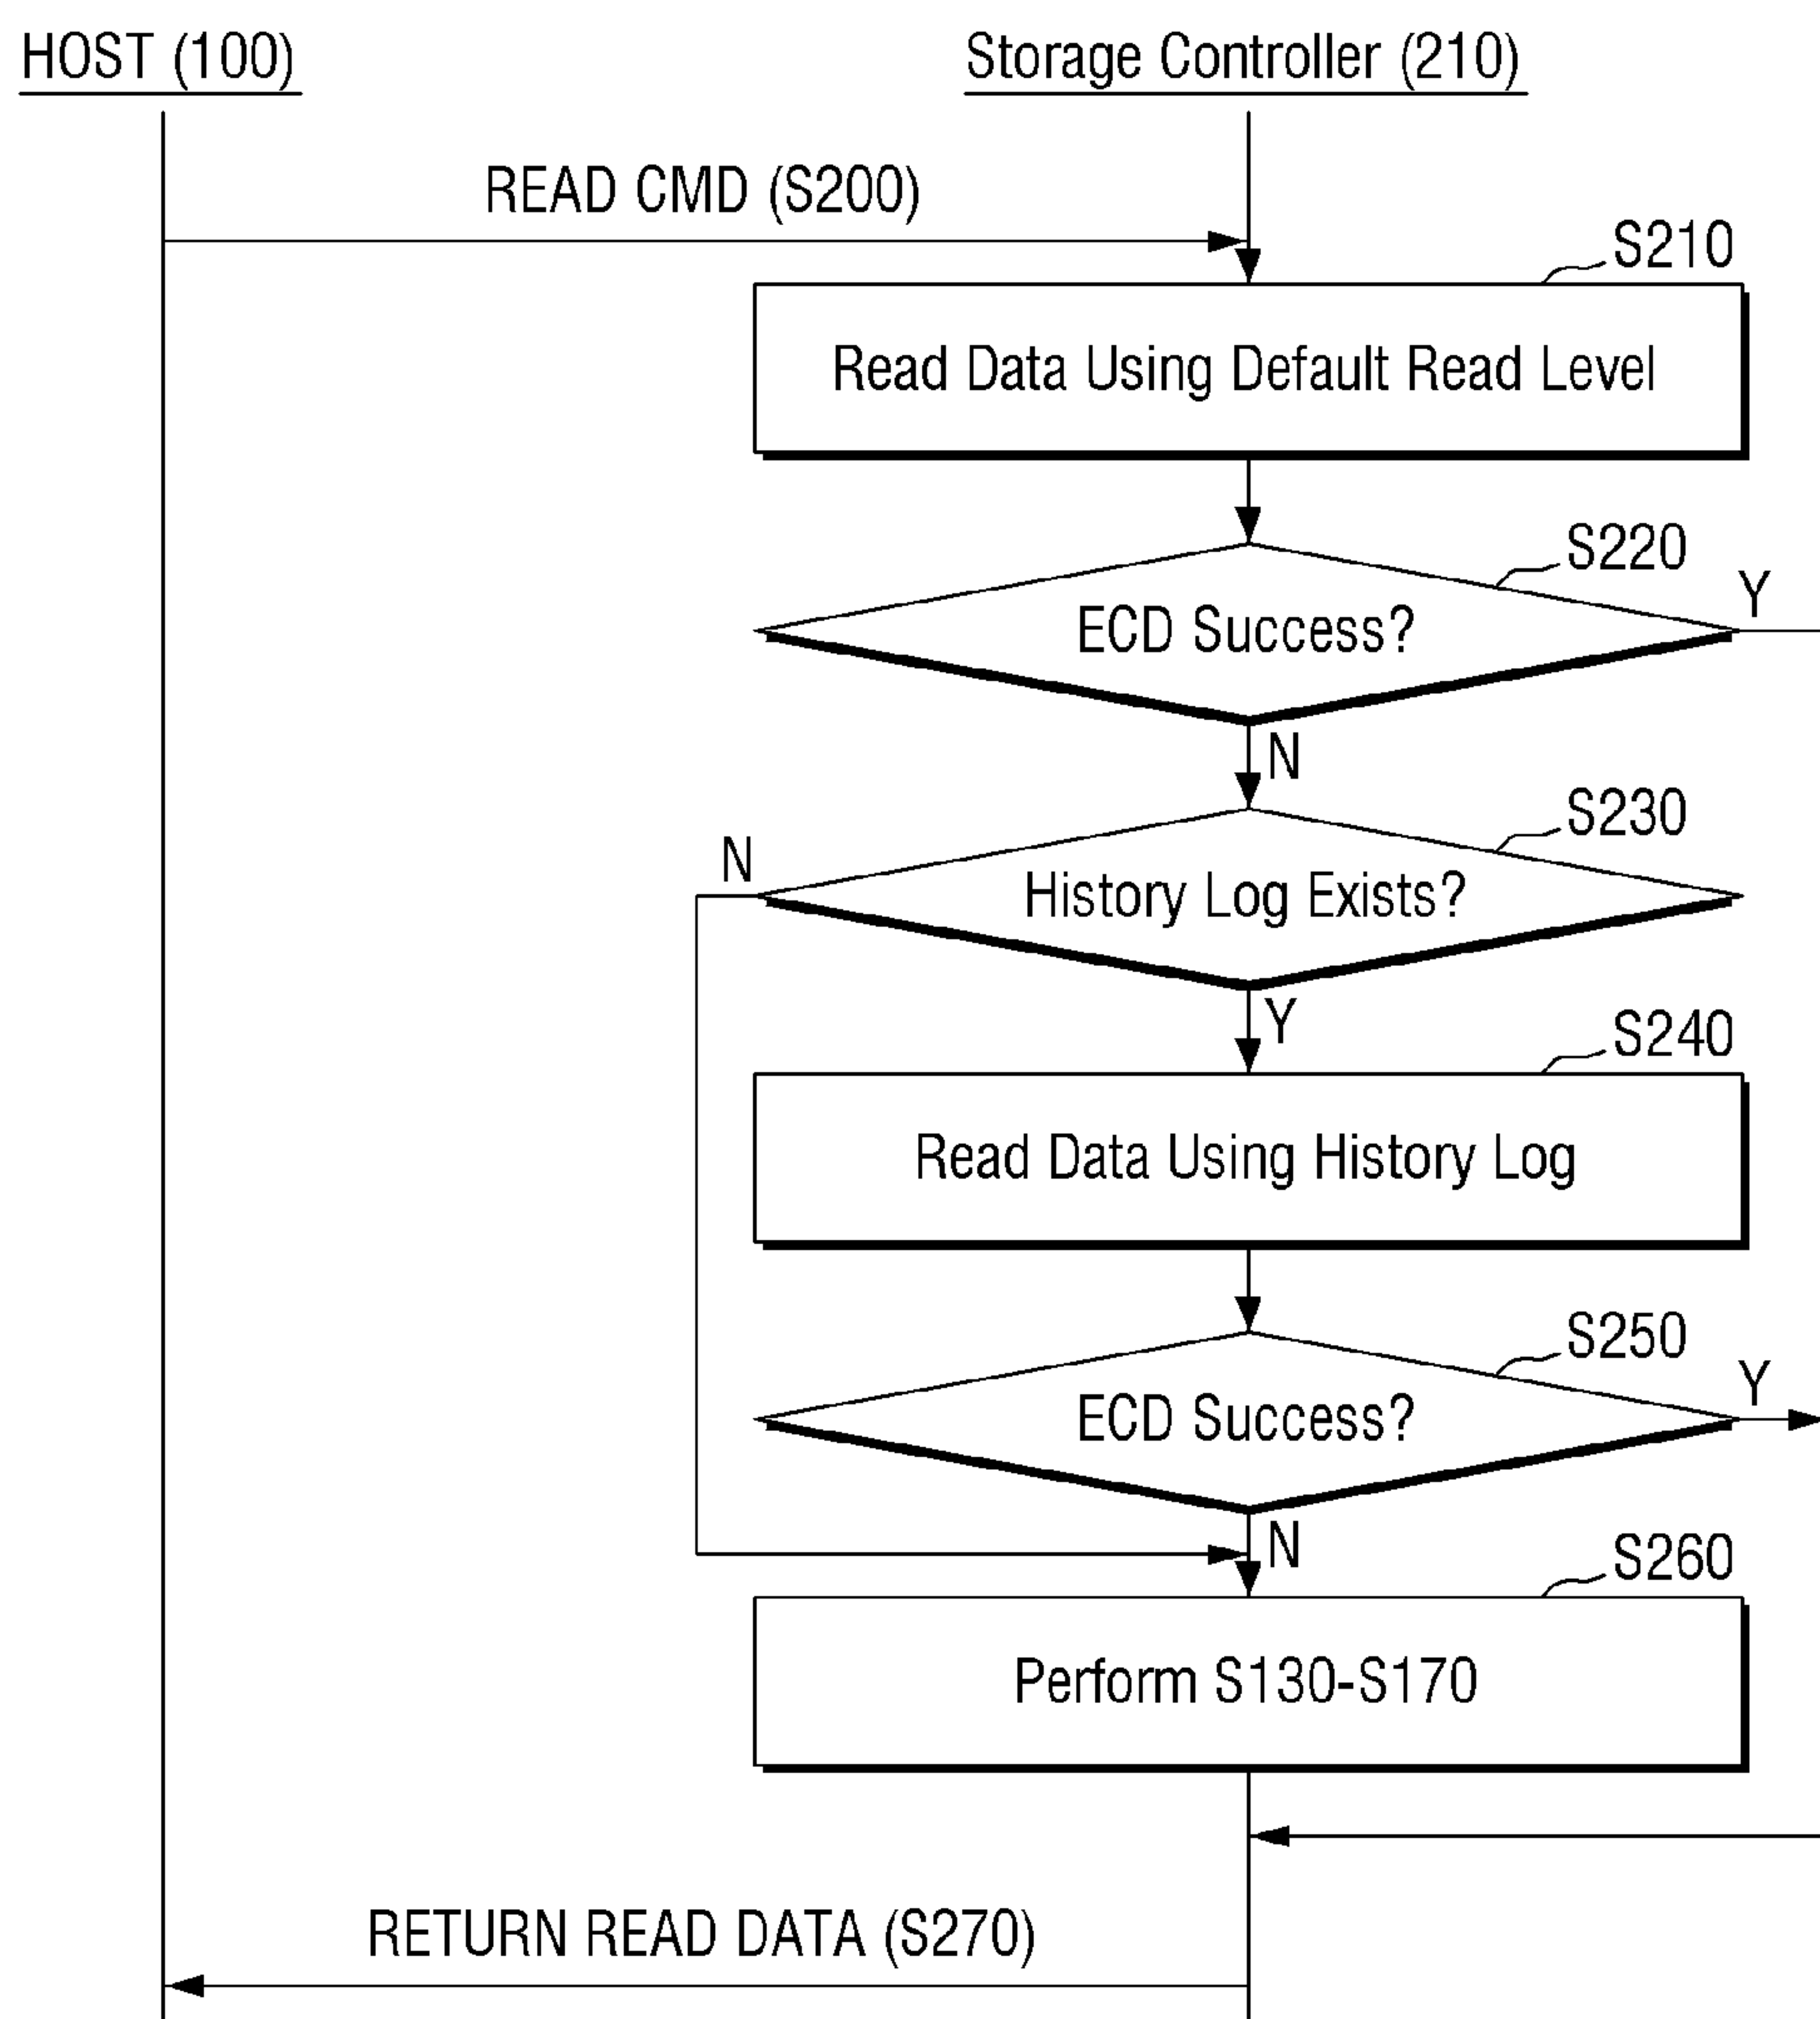 HOST (100)
Storage Controller (210)
READ CMD (S200)
S210
Read Data Using Default Read Level
S220
ECD Success?
Y
N
S230
N
History Log Exists?
Y
S240
Read Data Using History Log
S250
ECD Success?
Y
N
S260
Perform S130-S170
RETURN READ DATA (S270)